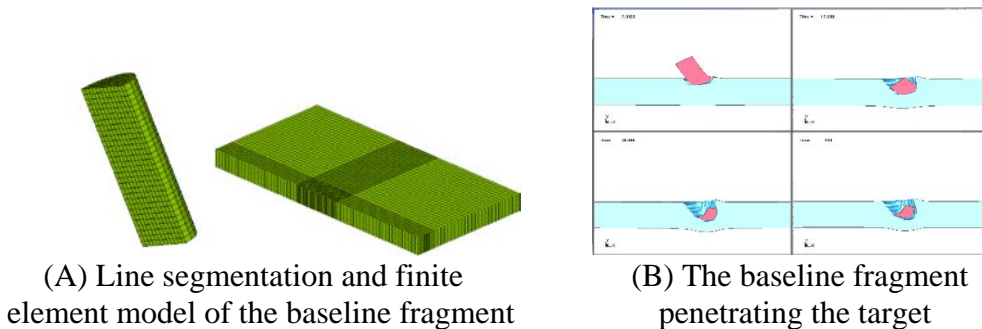 (A) Line segmentation and finite
element model of the baseline fragment
(B) The baseline fragment
penetrating the target